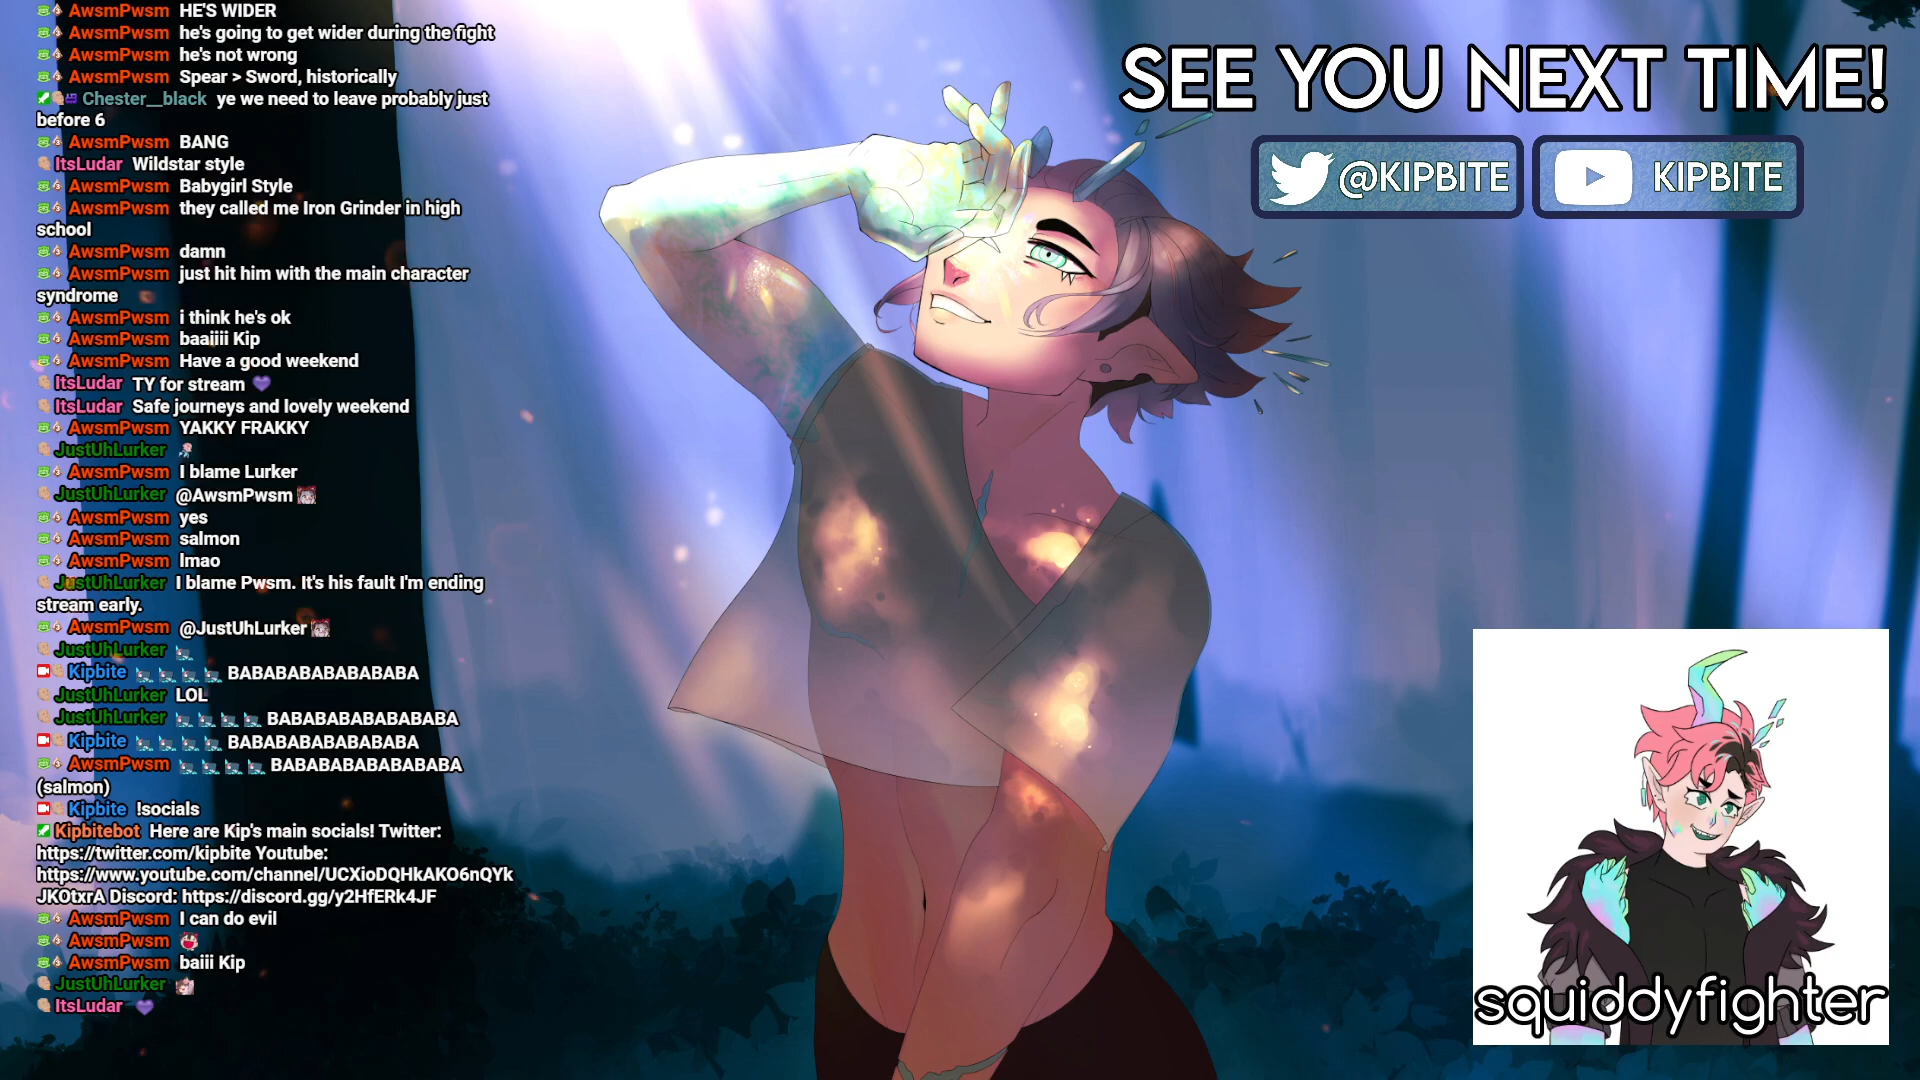 AwsmPwsm HE'S WIDER
AwsmPwsm he's going to get wider during the fight
AwsmPwsm he's not wrong
AwsmPwsm Spear > Sword, historically
Chester__black ye we need to leave probably just
before 6
AwsmPwsm BANG
ItsLudar Wildstar style
AwsmPwsm Babygirl Style
AwsmPwsm they called me Iron Grinder in high
school
AwsmPwsm damn
AwsmPwsm just hit him with the main character
syndrome
AwsmPwsm i think he's ok
AwsmPwsm baaiiii Kip
AwsmPwsm Have a good weekend
ItsLudar TY for stream 💜
ItsLudar Safe journeys and lovely weekend
AwsmPwsm YAKKY FRAKKY
JustUhLurker
AwsmPwsm I blame Lurker
JustUhLurker @AwsmPwsm
AwsmPwsm yes
AwsmPwsm salmon
AwsmPwsm lmao
JustUhLurker I blame Pwsm. It's his fault I'm ending
stream early.
AwsmPwsm @JustUhLurker
JustUhLurker
Kipbite BABABABABABABABA
JustUhLurker LOL
JustUhLurker BABABABABABABABA
Kipbite BABABABABABABABA
AwsmPwsm BABABABABABABABA
(salmon)
Kipbite !socials
Kipbitebot Here are Kip's main socials! Twitter:
https://twitter.com/kipbite Youtube:
https://www.youtube.com/channel/UCXioDQHkAKO6nQYk
JKOtxrA Discord: https://discord.gg/y2HfERk4JF
AwsmPwsm I can do evil
AwsmPwsm
AwsmPwsm baiii Kip
JustUhLurker
ItsLudar 💜
SEE YOU NEXT TIME!
@KIPBITE
KIPBITE
squiddyfighter